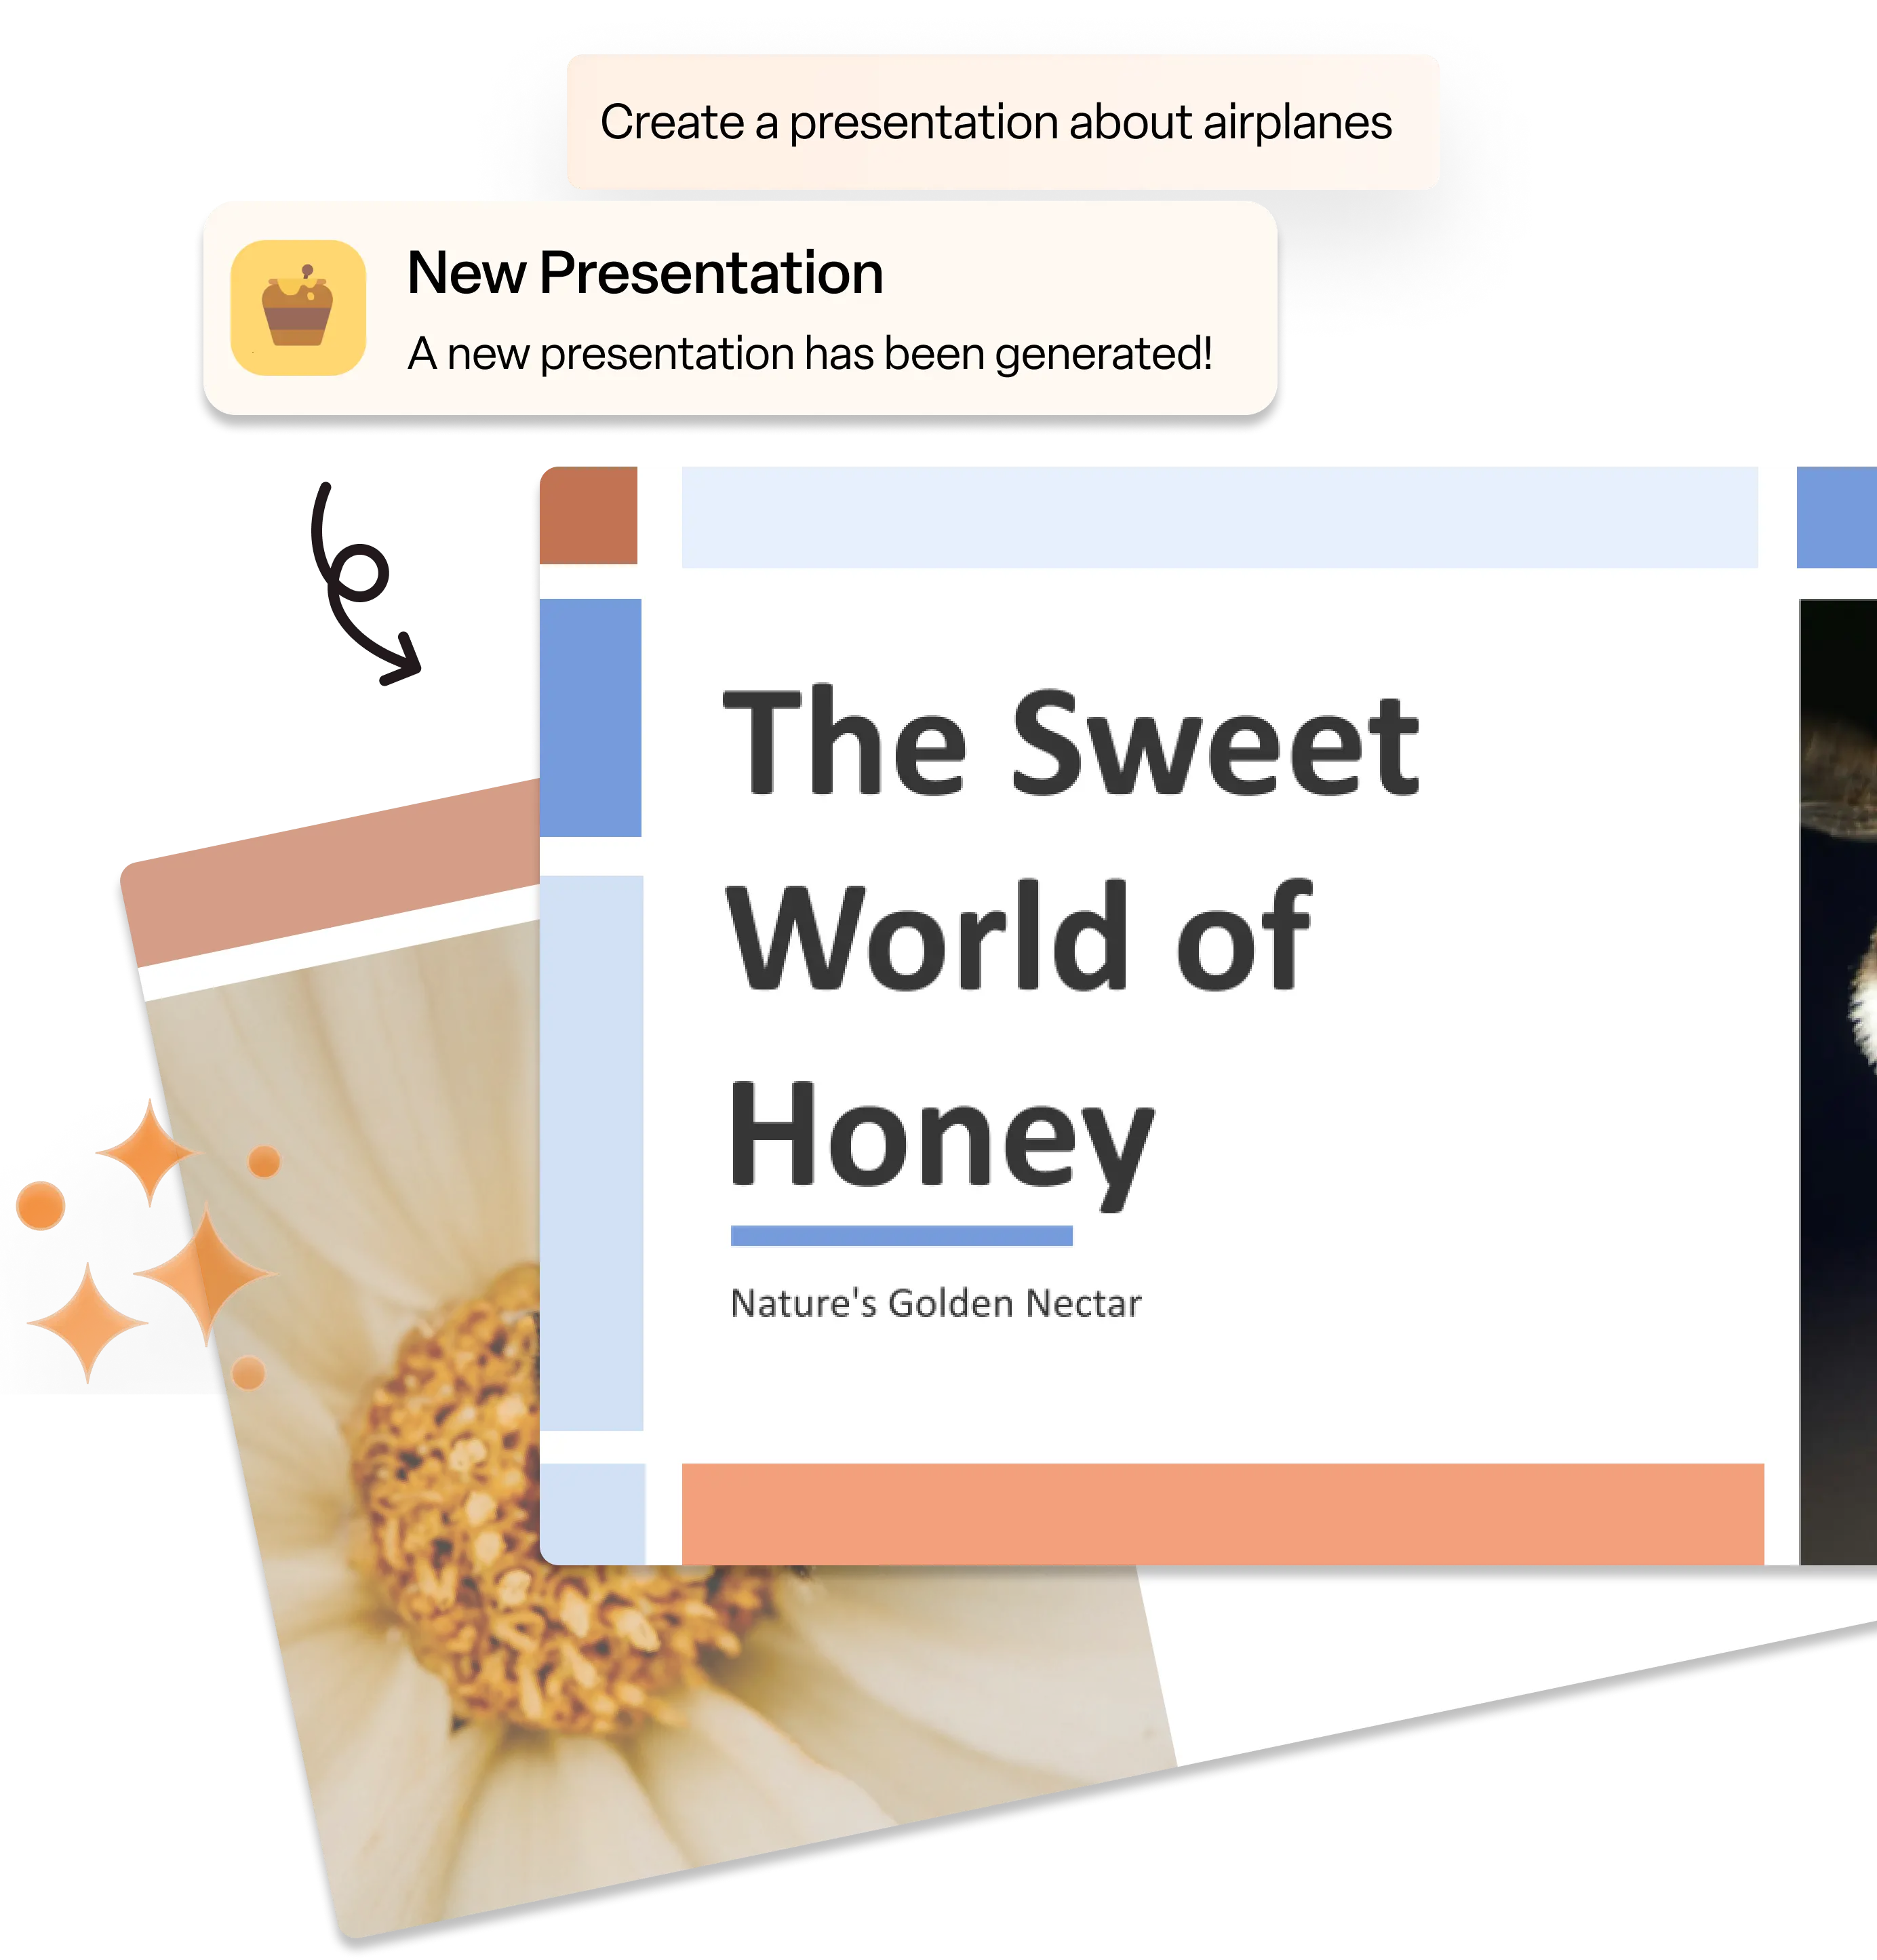 Create a presentation about airplanes
New Presentation
A new presentation has been generated!
The Sweet
World of
Honey
Nature's Golden Nectar